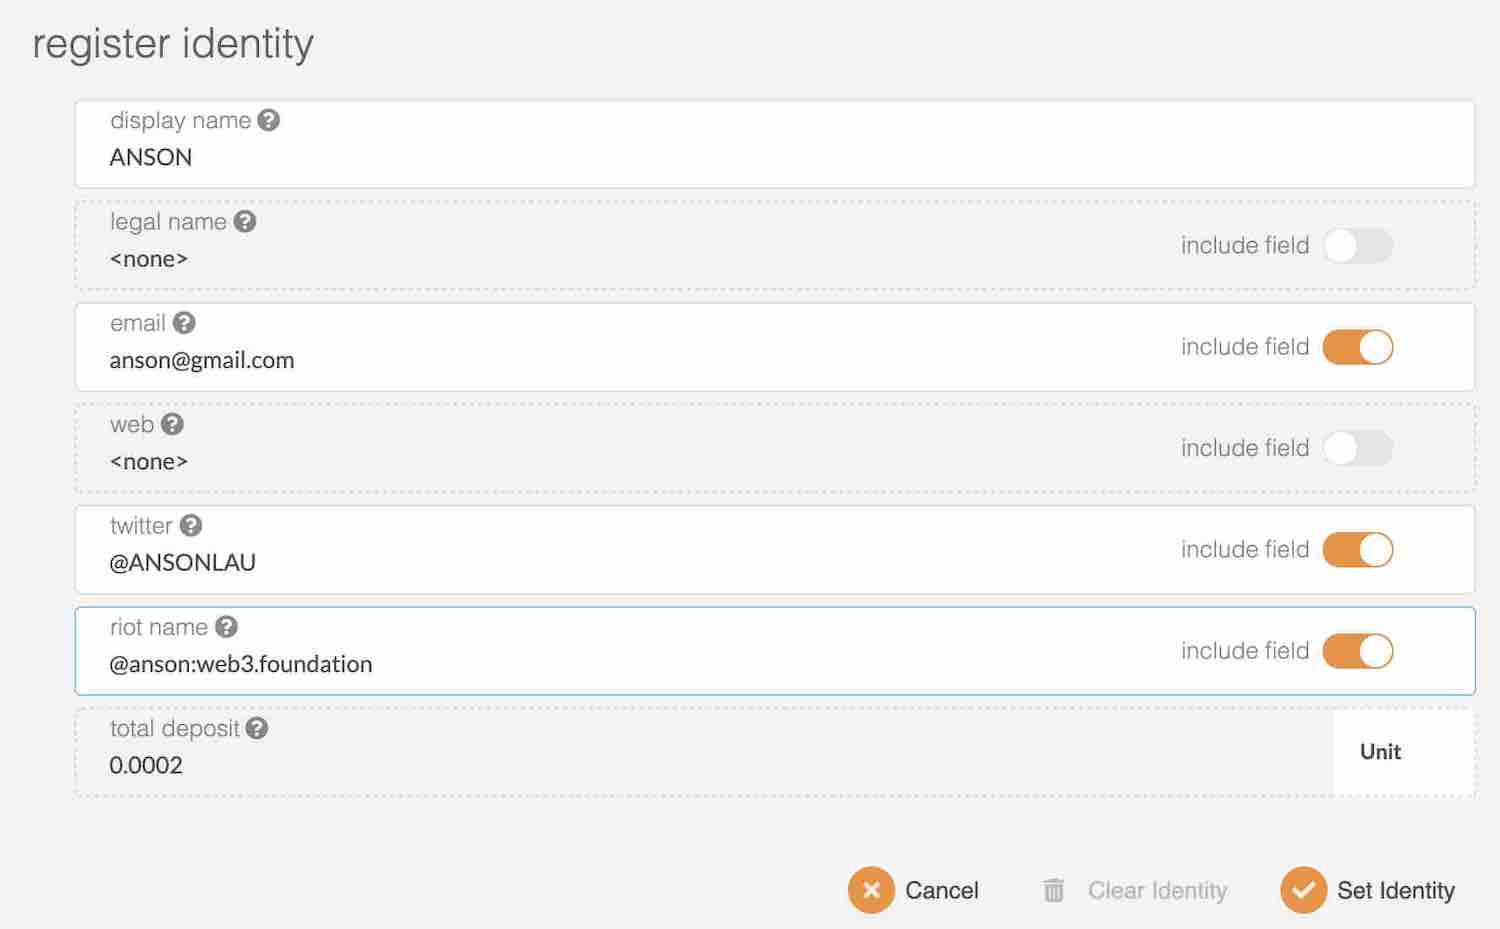 register identity
display name ?
ANSON
legal name ?
<none>
include field
email ?
anson@gmail.com
include field
web ?
<none>
include field
twitter ?
@ANSONLAU
include field
riot name ?
@anson:web3.foundation
include field
total deposit ?
0.0002
Unit
Cancel
Clear Identity
Set Identity